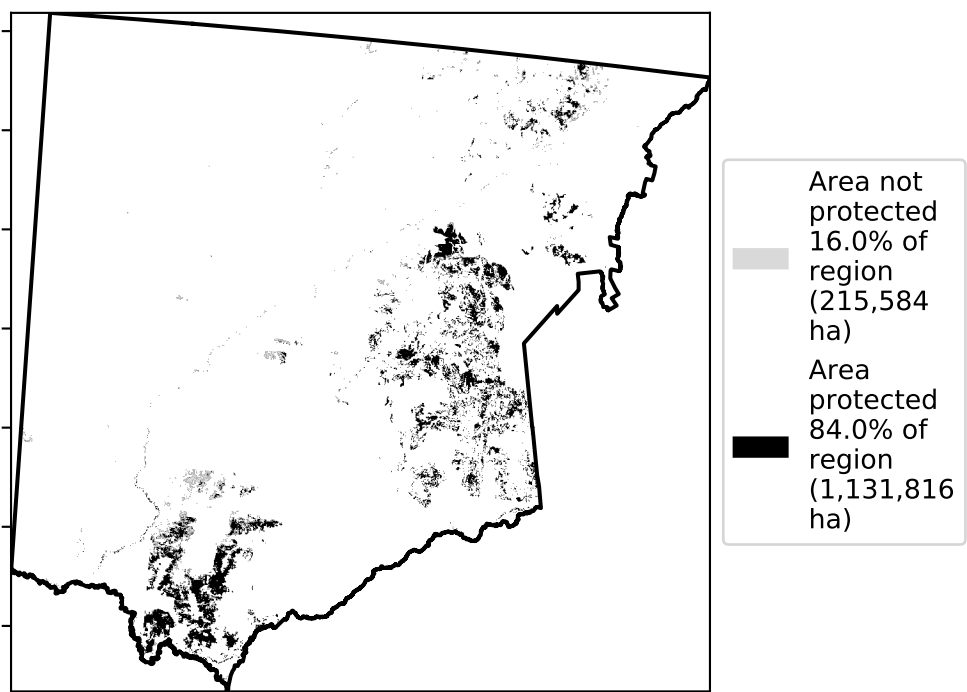 Area not
protected
16.0% of
region
(215,584
ha)
Area
protected
84.0% of
region
(1,131,816
ha)